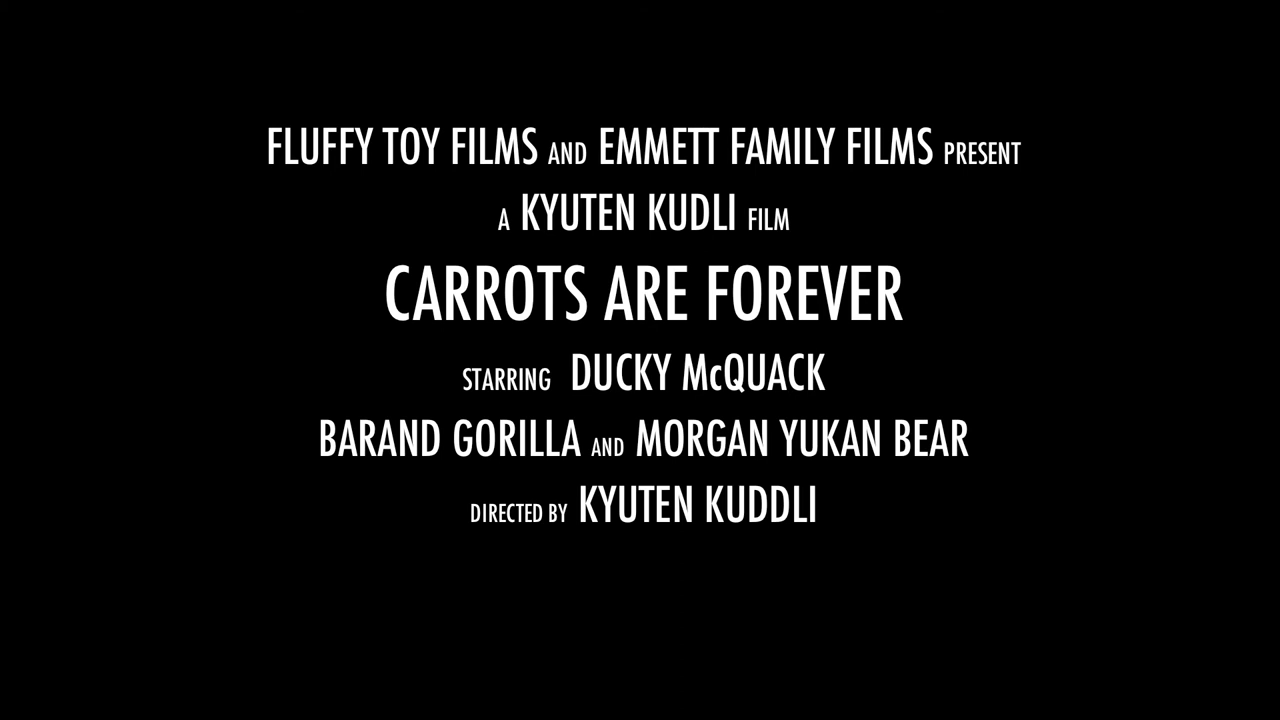 FLUFFY TOY FILMS AND EMMETT FAMILY FILMS PRESENT
A KYUTEN KUDLI FILM
CARROTS ARE FOREVER
STARRING DUCKY McQUACK
BARAND GORILLA AND MORGAN YUKAN BEAR
DIRECTED BY KYUTEN KUDDLI